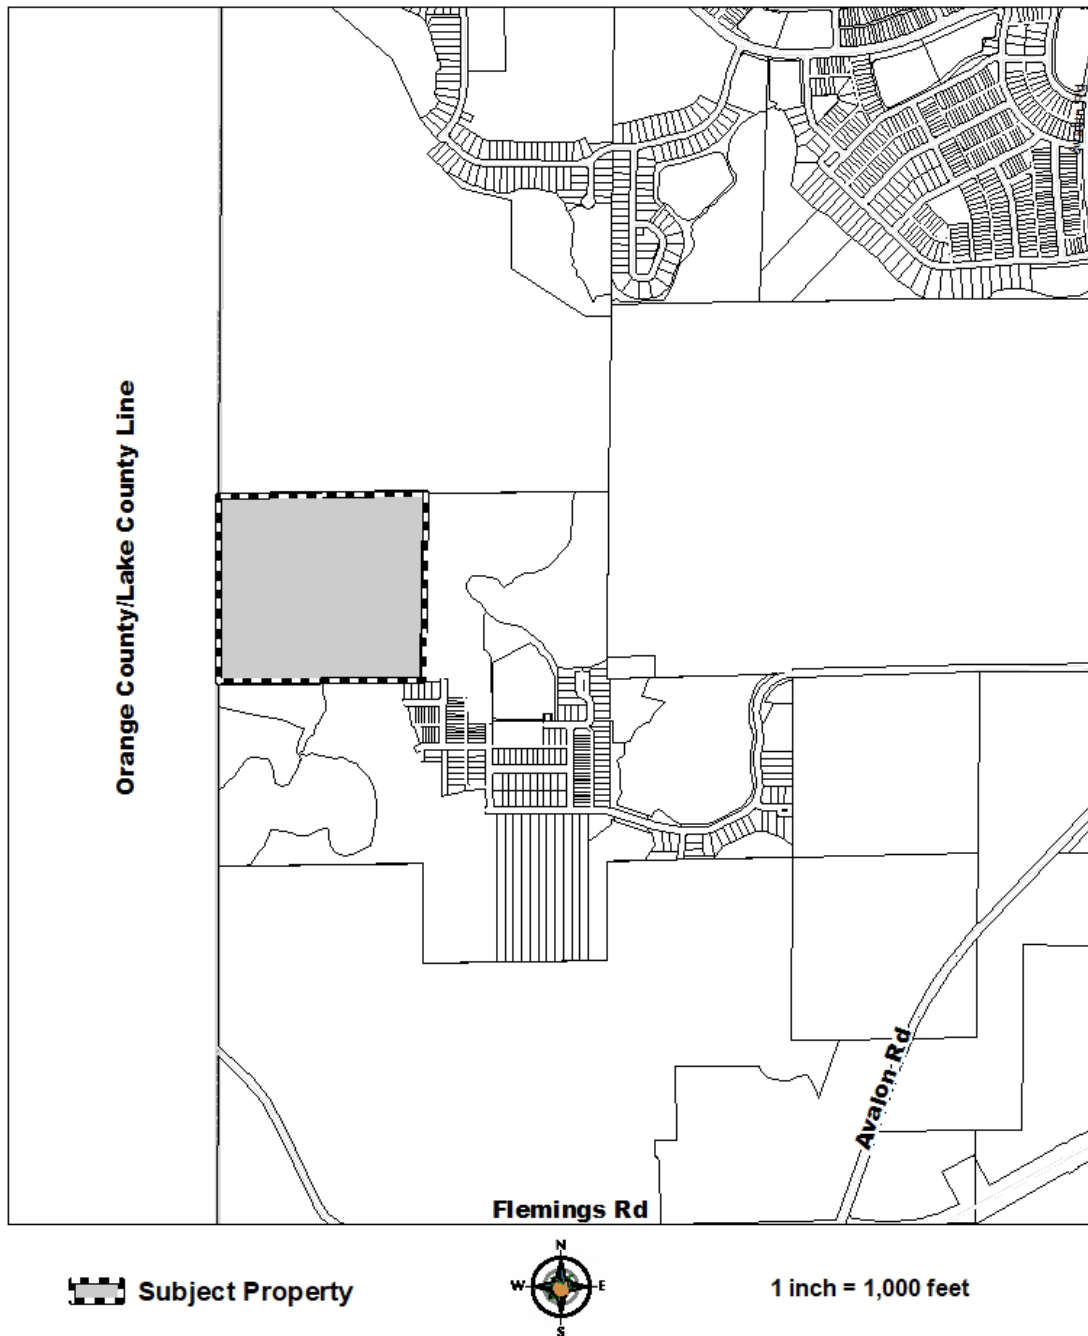 Orange County/Lake County Line
Avalon Rd
Flemings Rd
N
W
E
S
Subject Property
1 inch = 1,000 feet